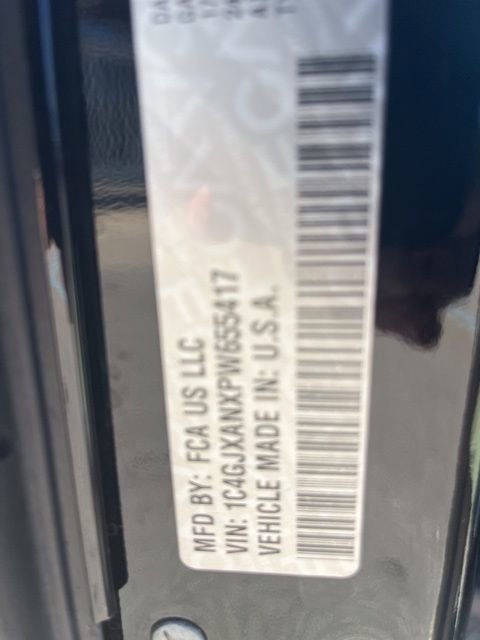 MFD BY: FCA US LLC
VIN: 1C4GJXANXPW655417
VEHICLE MADE IN: U.S.A.